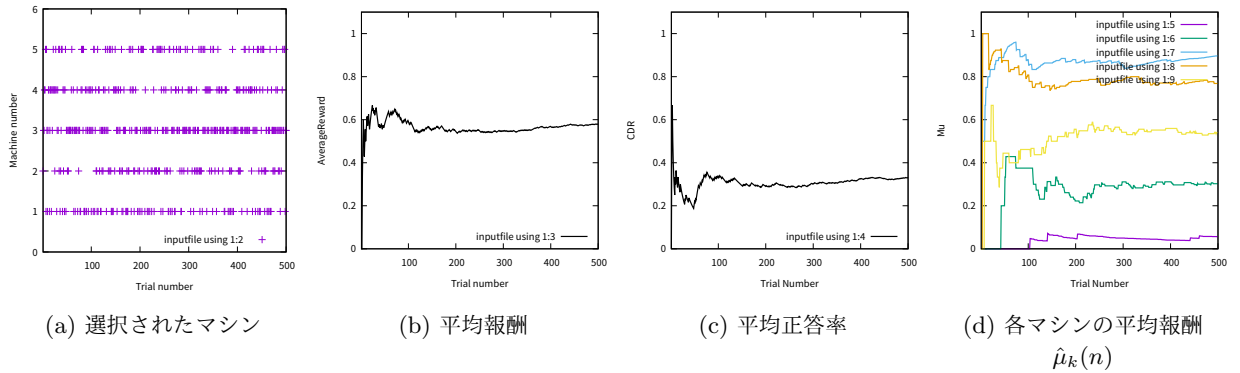 6
5
4
3
2
1
0
Machine number
inputfile using 1:2
100 200 300 400 500
Trial number
(a) 選択されたマシン
1
0.8
0.6
0.4
0.2
0
AverageReward
inputfile using 1:3
100 200 300 400 500
Trial number
(b) 平均報酬
1
0.8
0.6
0.4
0.2
0
CDR
inputfile using 1:4
100 200 300 400 500
Trial number
(c) 平均正答率
inputfile using 1:5
inputfile using 1:6
inputfile using 1:7
inputfile using 1:8
inputfile using 1:9
1
0.8
0.6
0.4
0.2
0
Mu
100 200 300 400 500
Trial Number
(d) 各マシンの平均報酬
μ̂k(n)